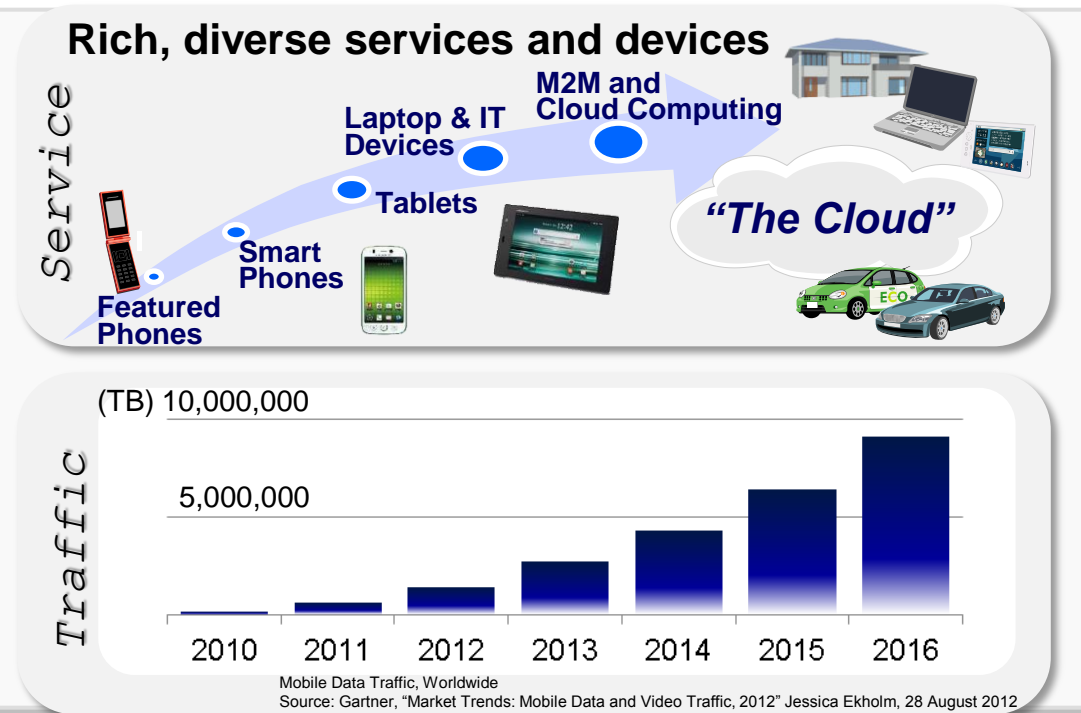 Rich, diverse services and devices
Service
M2M and
Cloud Computing
Laptop & IT
Devices
Tablets
Smart
Phones
Featured
Phones
“The Cloud”
ECO
12:42
Traffic
(TB) 10,000,000
5,000,000
2010 2011 2012 2013 2014 2015 2016
Mobile Data Traffic, Worldwide
Source: Gartner, “Market Trends: Mobile Data and Video Traffic, 2012” Jessica Ekholm, 28 August 2012